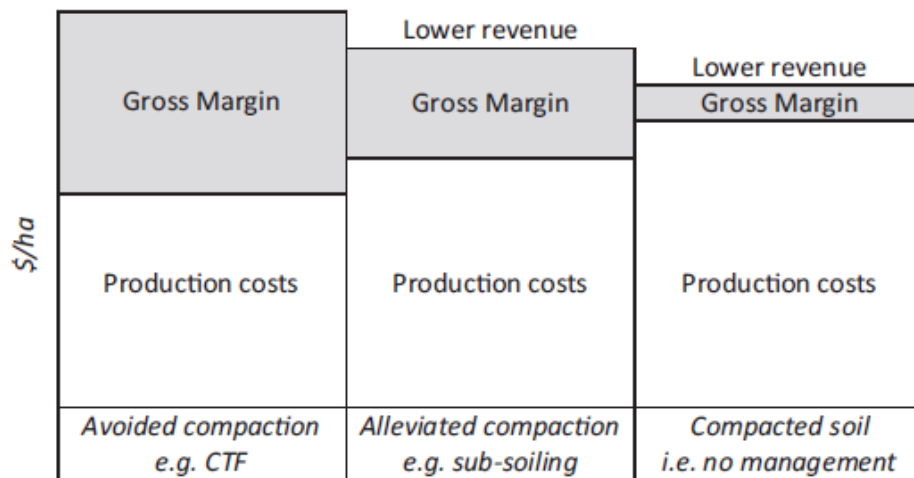 Lower revenue
Lower revenue
Gross Margin
Gross Margin
Gross Margin
$/ha
Production costs
Production costs
Production costs
Avoided compaction
e.g. CTF
Alleviated compaction
e.g. sub-soiling
Compacted soil
i.e. no management